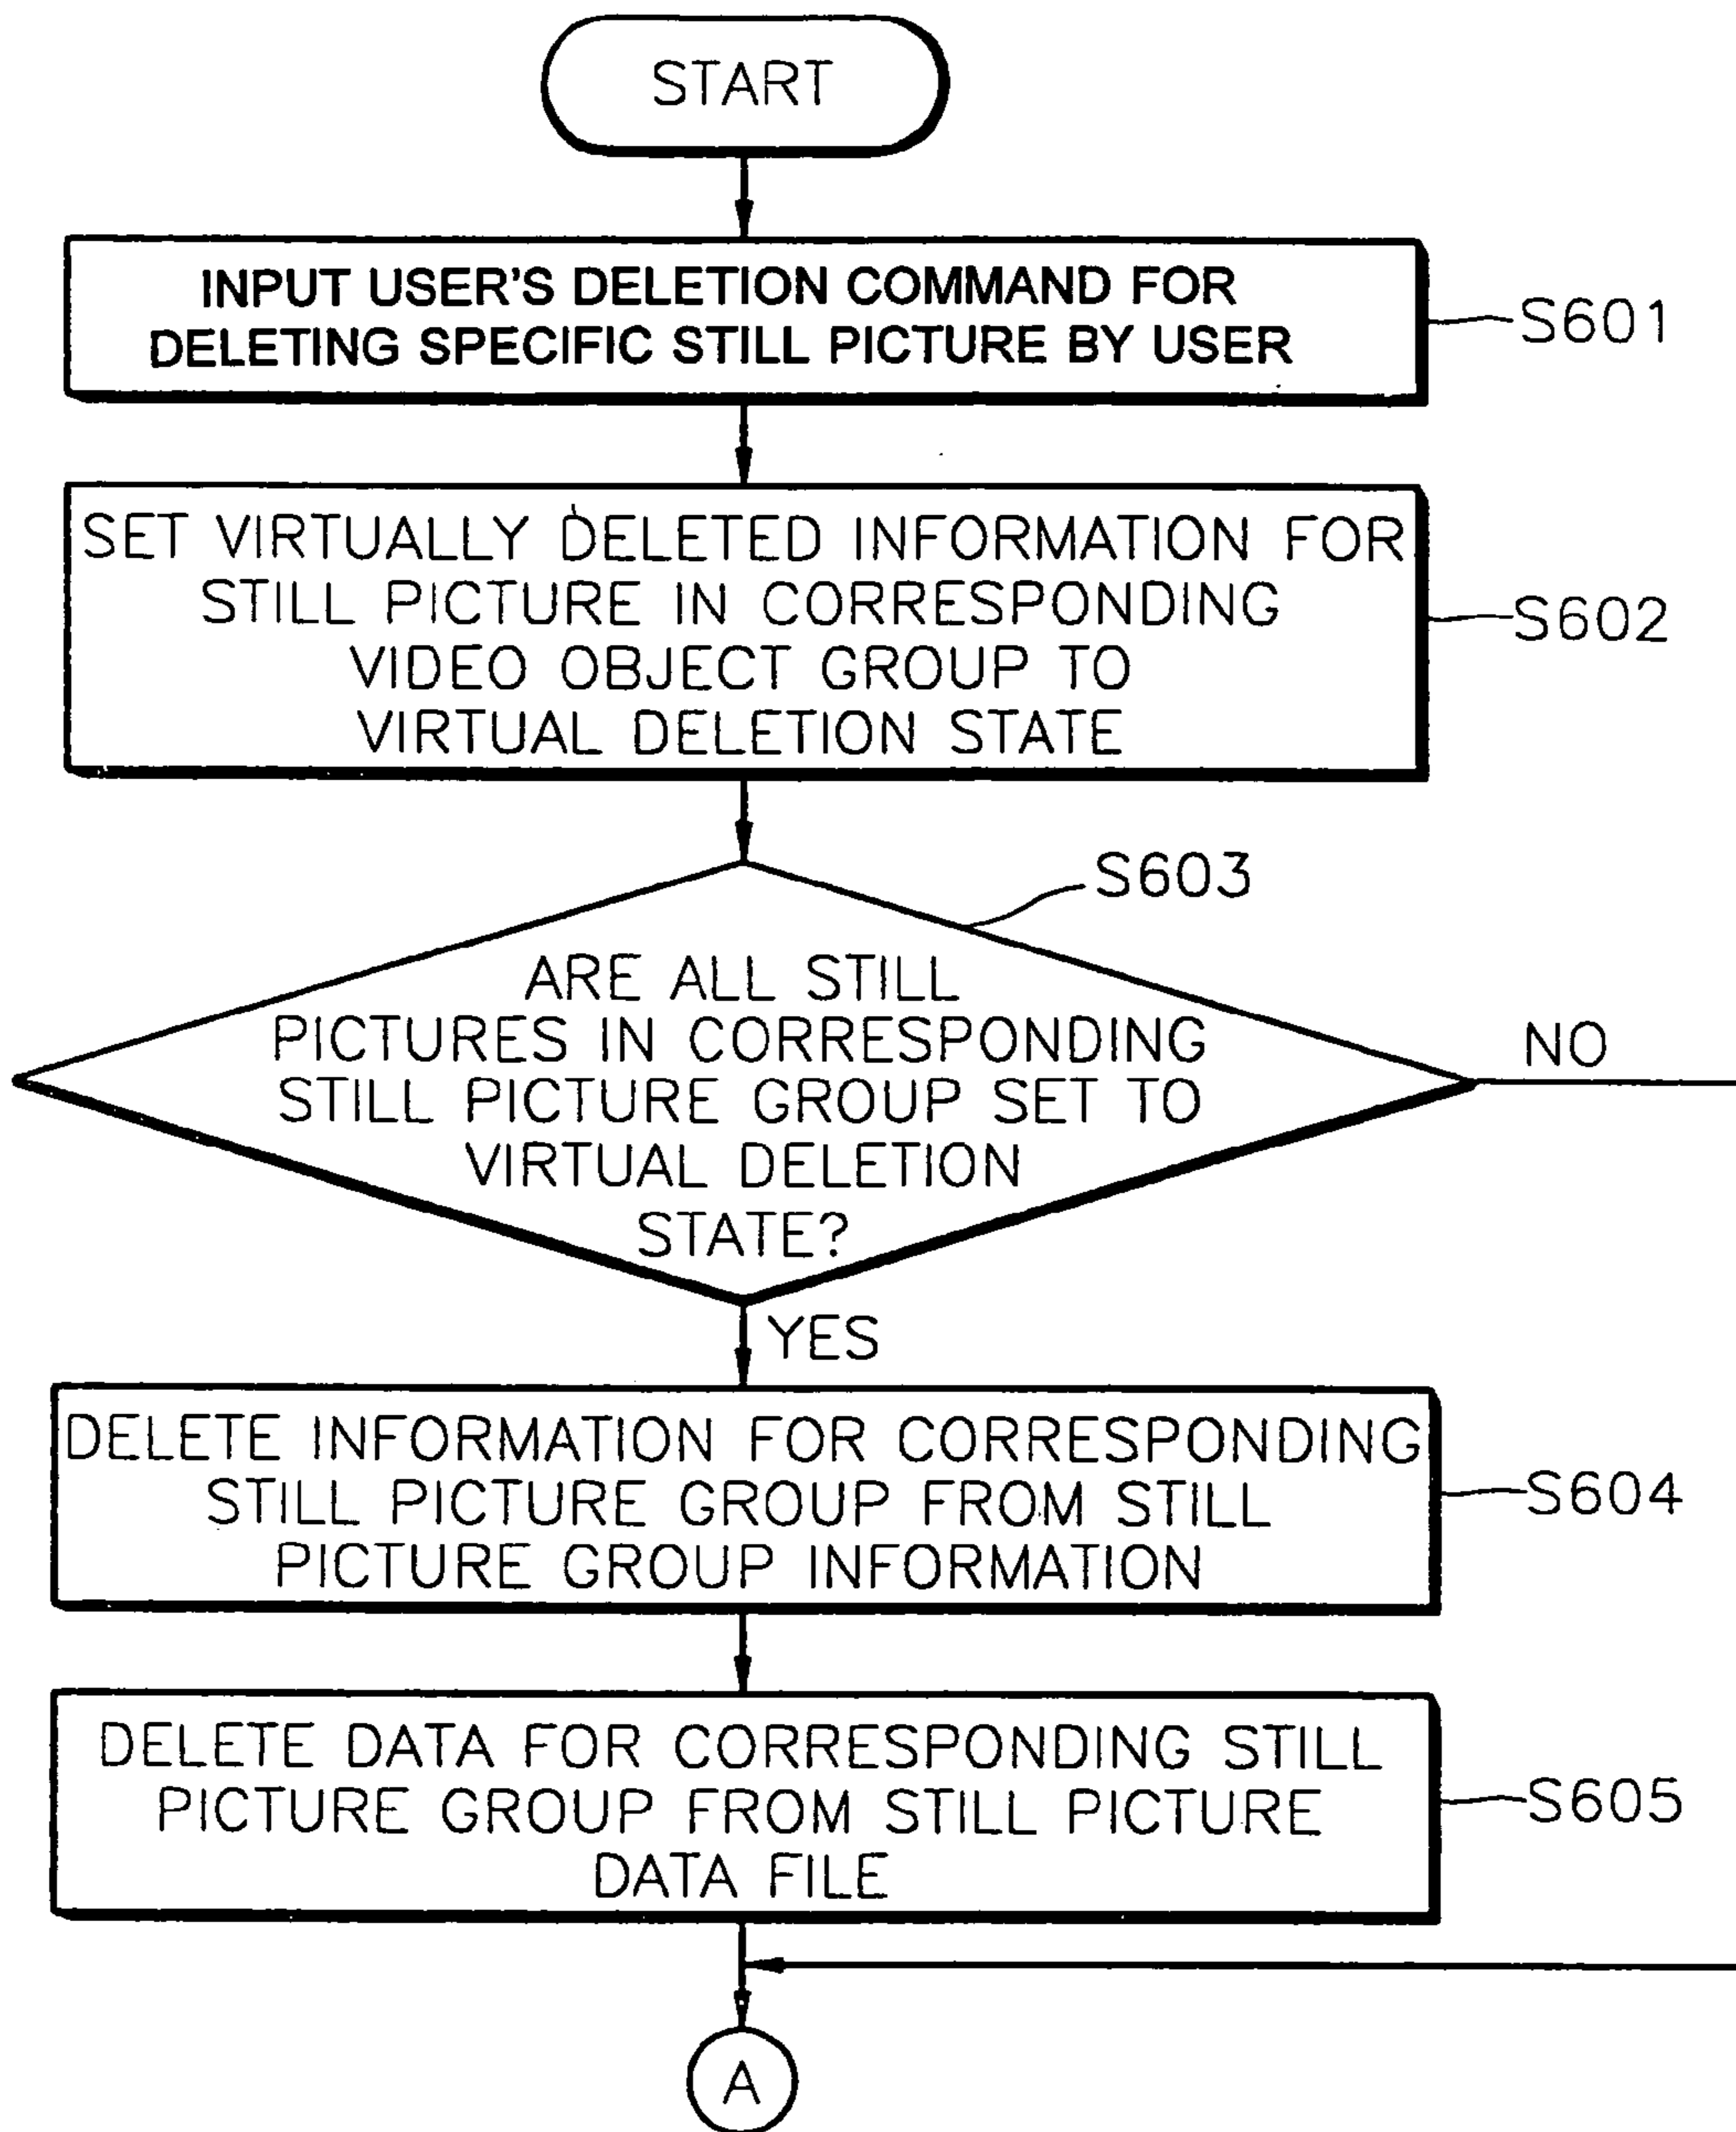 START
INPUT USER'S DELETION COMMAND FOR
DELETING SPECIFIC STILL PICTURE BY USER
S601
SET VIRTUALLY DELETED INFORMATION FOR
STILL PICTURE IN CORRESPONDING
VIDEO OBJECT GROUP TO
VIRTUAL DELETION STATE
S602
S603
ARE ALL STILL
PICTURES IN CORRESPONDING
STILL PICTURE GROUP SET TO
VIRTUAL DELETION
STATE?
NO
YES
DELETE INFORMATION FOR CORRESPONDING
STILL PICTURE GROUP FROM STILL
PICTURE GROUP INFORMATION
S604
DELETE DATA FOR CORRESPONDING STILL
PICTURE GROUP FROM STILL PICTURE
DATA FILE
S605
A